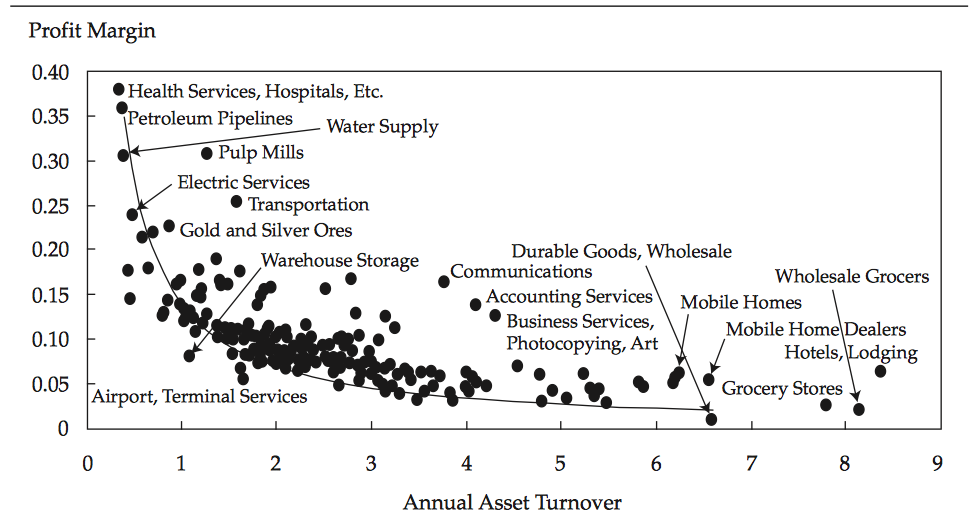 Profit Margin
0.40
Health Services, Hospitals, Etc.
0.35
Petroleum Pipelines
Water Supply
0.30
Pulp Mills
Electric Services
0.25
Transportation
Gold and Silver Ores
0.20
Durable Goods, Wholesale
Warehouse Storage
Communications
Wholesale Grocers
0.15
Accounting Services
Mobile Homes
Business Services,
Photocopying, Art
Mobile Home Dealers
0.10
Hotels, Lodging
0.05
Grocery Stores
Airport, Terminal Services
0
0 1 2 3 4 5 6 7 8 9
Annual Asset Turnover